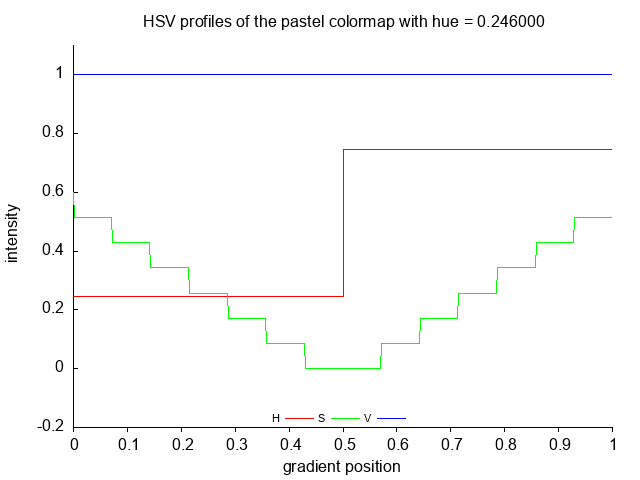 HSV profiles of the pastel colormap with hue = 0.246000
1
0.8
0.6
0.4
0.2
0
-0.2
intensity
H S V
0 0.1 0.2 0.3 0.4 0.5 0.6 0.7 0.8 0.9 1
gradient position